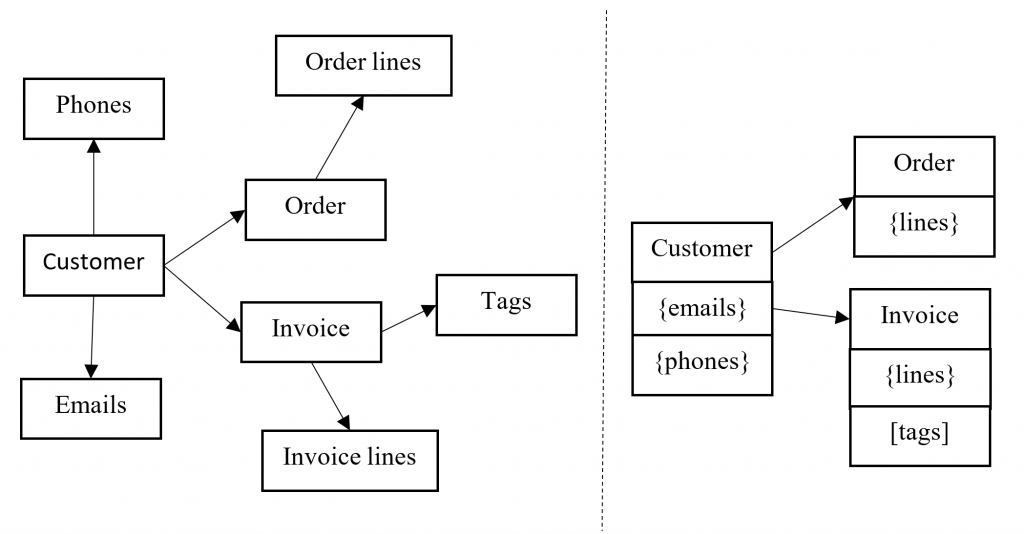 Order lines
Phones
Order
Customer
Tags
Invoice
Emails
Invoice lines
Order
{lines}
Customer
{emails}
{phones}
Invoice
{lines}
[tags]